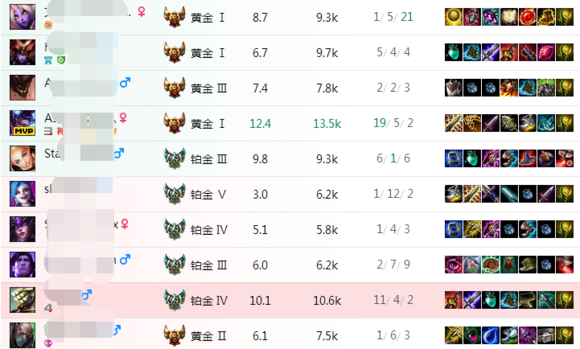 黄金 Ⅰ 8.7 9.3k 1/ 5/ 21
黄金 Ⅰ 6.7 9.7k 5/ 4/ 4
A
黄金 Ⅲ 7.4 7.8k 2/ 2/ 3
A
MVP
黄金 Ⅰ 12.4 13.5k 19/ 5/ 2
Sta
铂金 Ⅲ 9.8 9.3k 6/ 1/ 6
铂金 Ⅴ 3.0 6.2k 1/ 12/ 2
铂金 Ⅳ 5.1 5.8k 1/ 4/ 3
铂金 Ⅲ 6.0 6.2k 2/ 7/ 9
铂金 Ⅳ 10.1 10.6k 11/ 4/ 2
黄金 Ⅱ 6.1 7.5k 1/ 6/ 3